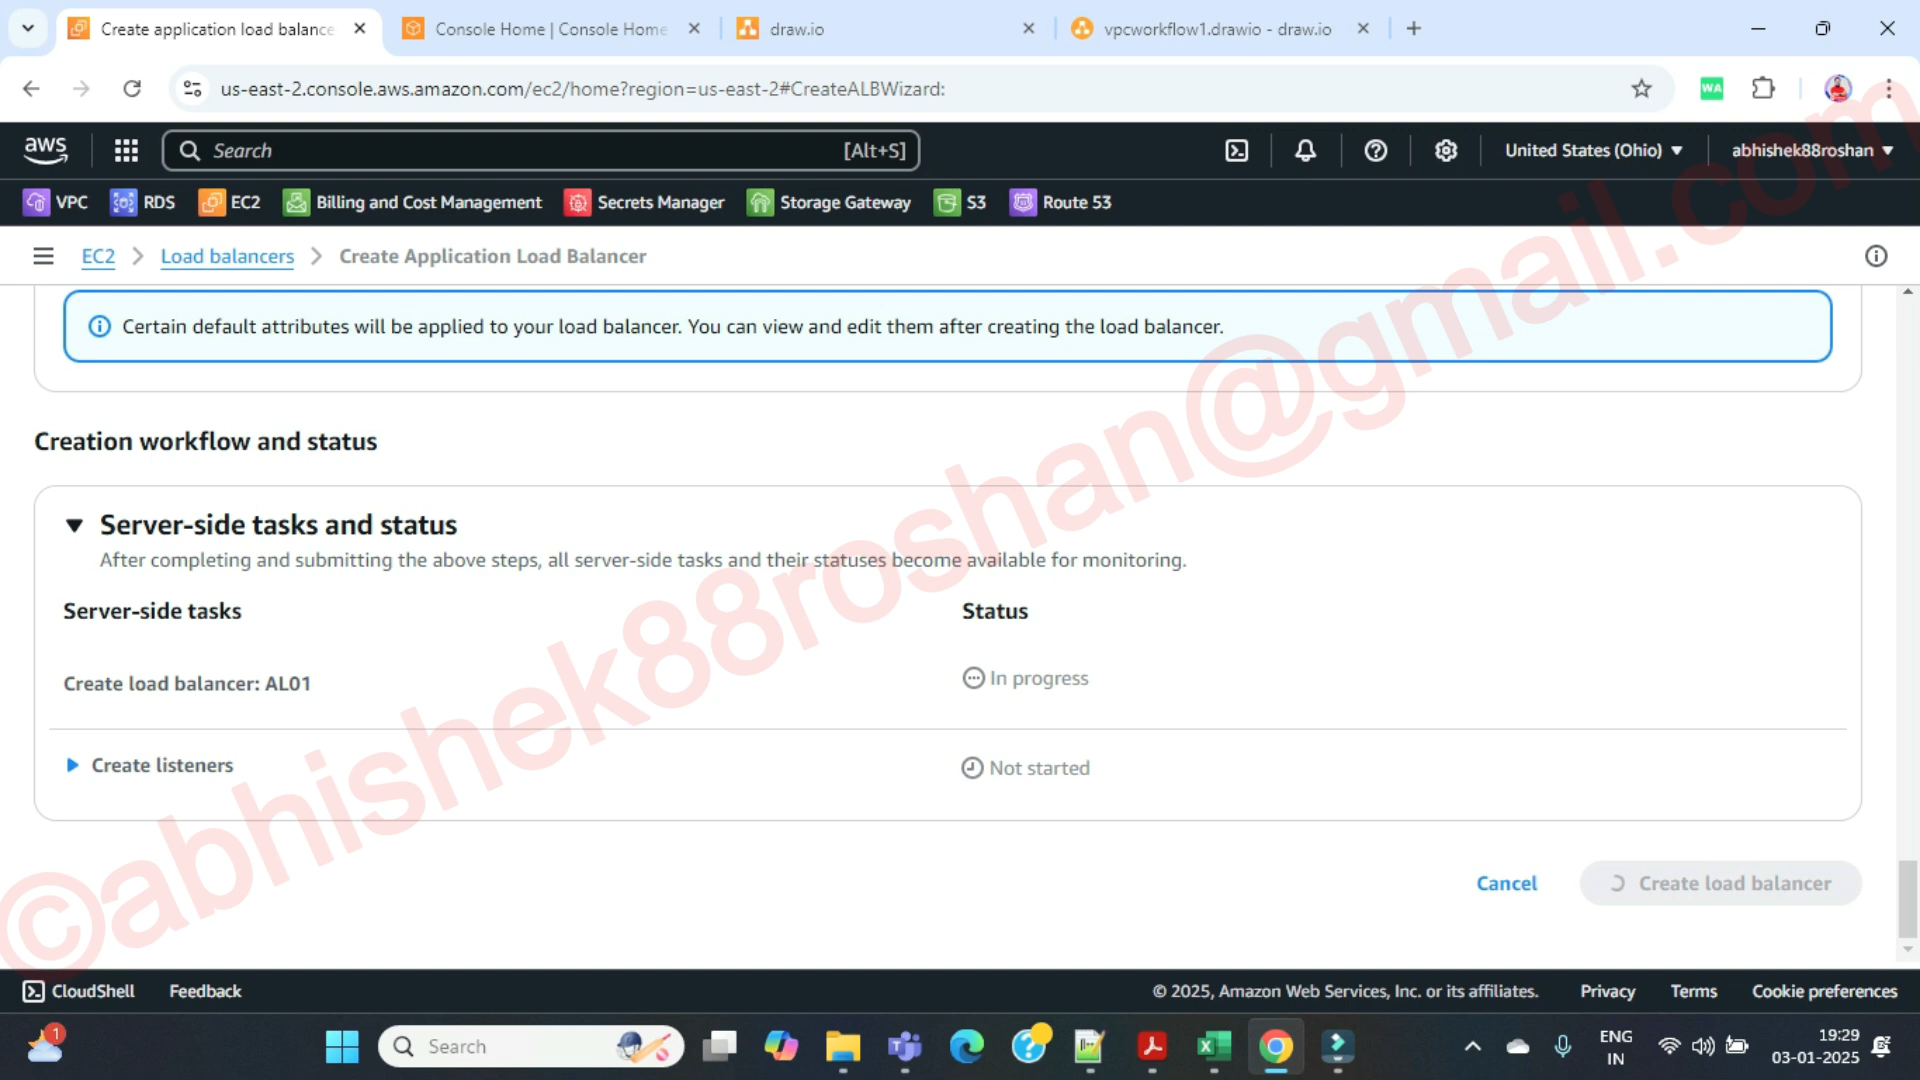 Create application load balance
Console Home | Console Home
draw.io
vpcworkflow1.drawio - draw.io
us-east-2.console.aws.amazon.com/ec2/home?region=us-east-2#CreateALBWizard:
WA
aws
Search
[Alt+S]
United States (Ohio)
abhishek88roshan
VPC
RDS
EC2
Billing and Cost Management
Secrets Manager
Storage Gateway
S3
Route 53
EC2
Load balancers
Create Application Load Balancer
Certain default attributes will be applied to your load balancer. You can view and edit them after creating the load balancer.
Creation workflow and status
Server-side tasks and status
After completing and submitting the above steps, all server-side tasks and their statuses become available for monitoring.
Server-side tasks
Status
Create load balancer: AL01
In progress
Create listeners
Not started
Cancel
Create load balancer
©abhishek88roshan@gmail.com
CloudShell
Feedback
© 2025, Amazon Web Services, Inc. or its affiliates.
Privacy
Terms
Cookie preferences
1
Search
ENG
IN
19:29
03-01-2025